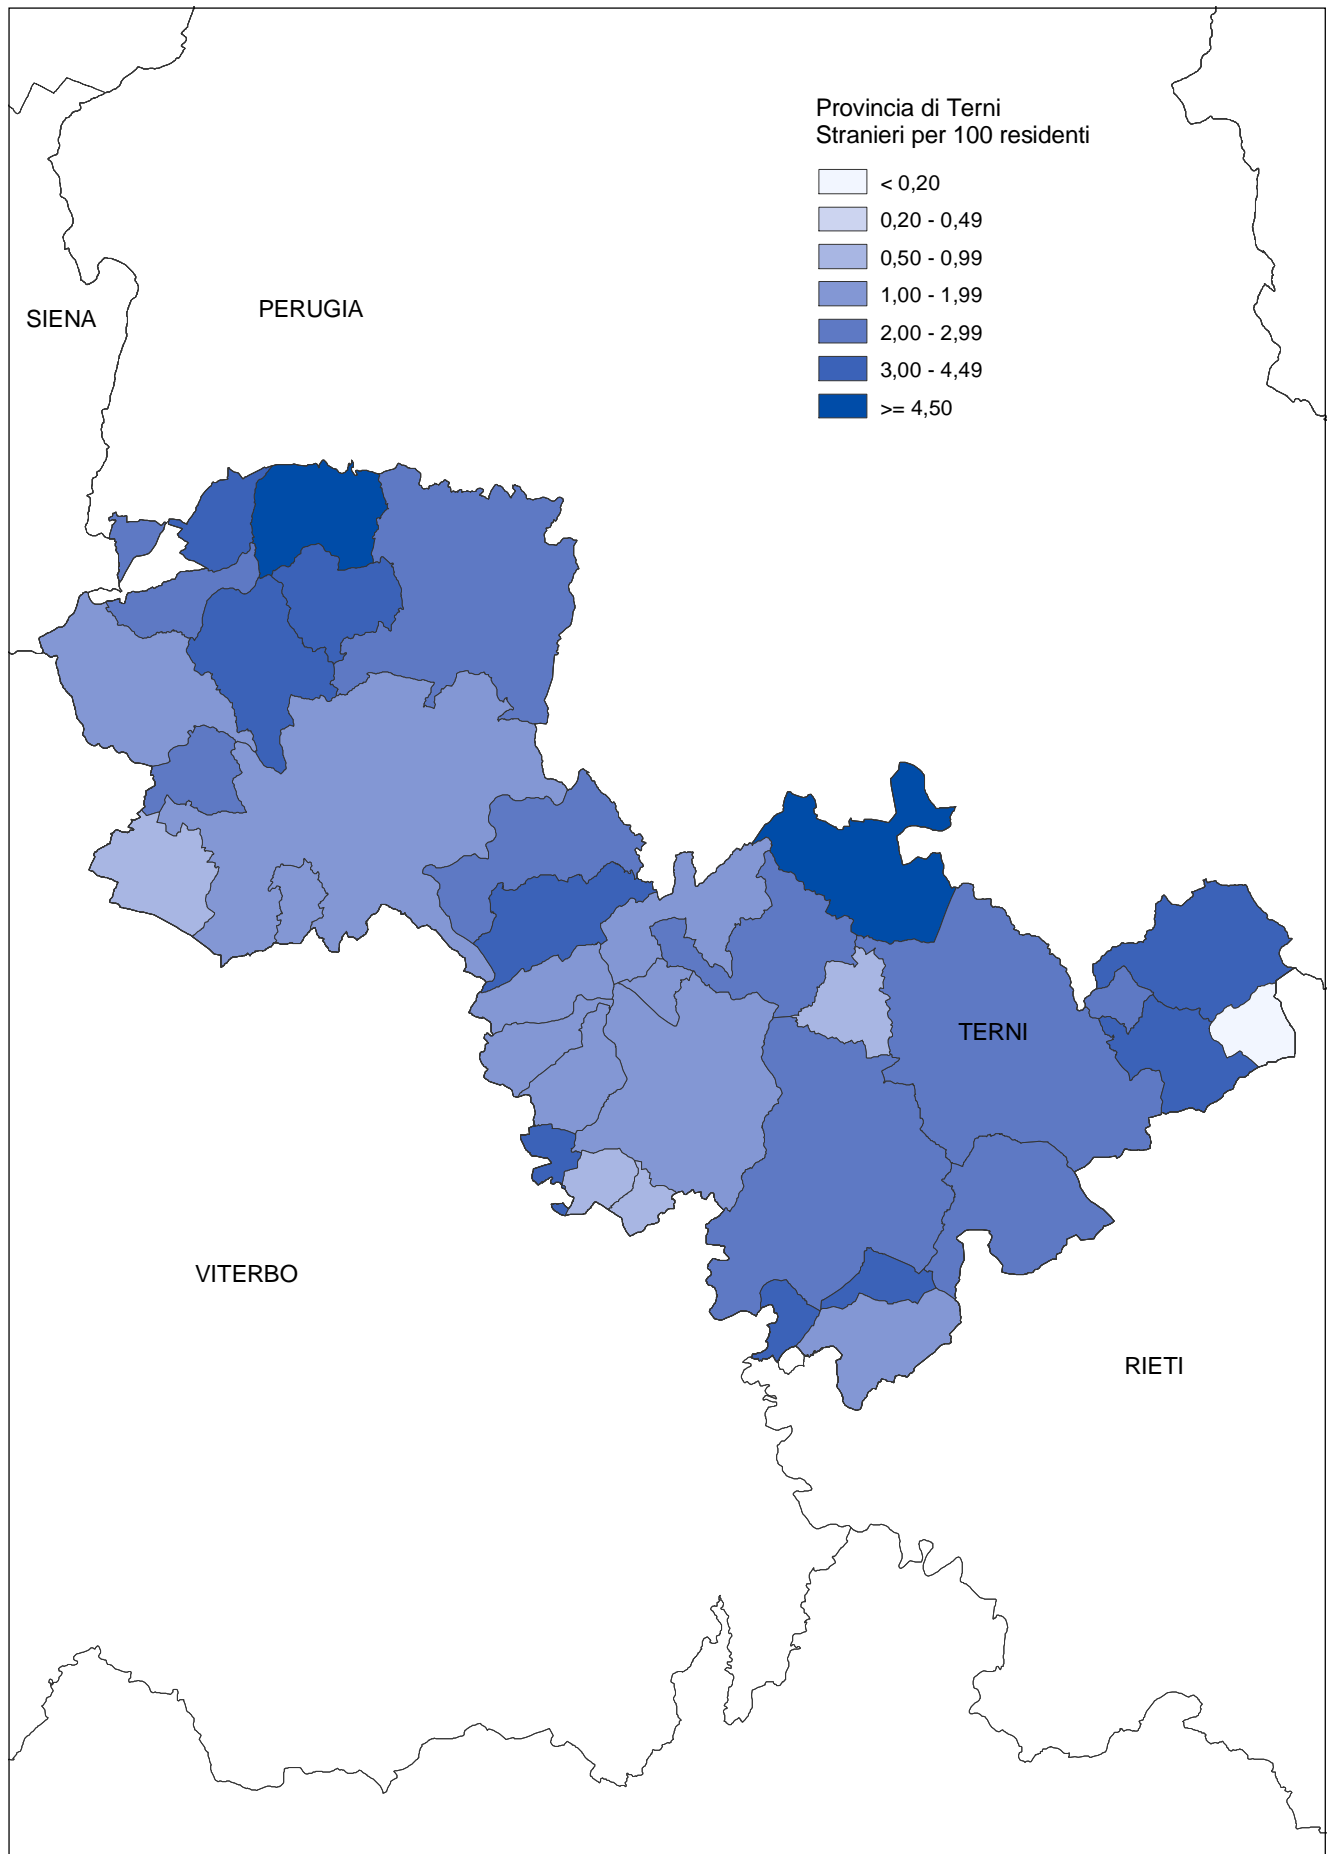 Provincia di Terni
Stranieri per 100 residenti
< 0,20
0,20 - 0,49
0,50 - 0,99
1,00 - 1,99
2,00 - 2,99
3,00 - 4,49
>= 4,50
SIENA
PERUGIA
TERNI
VITERBO
RIETI